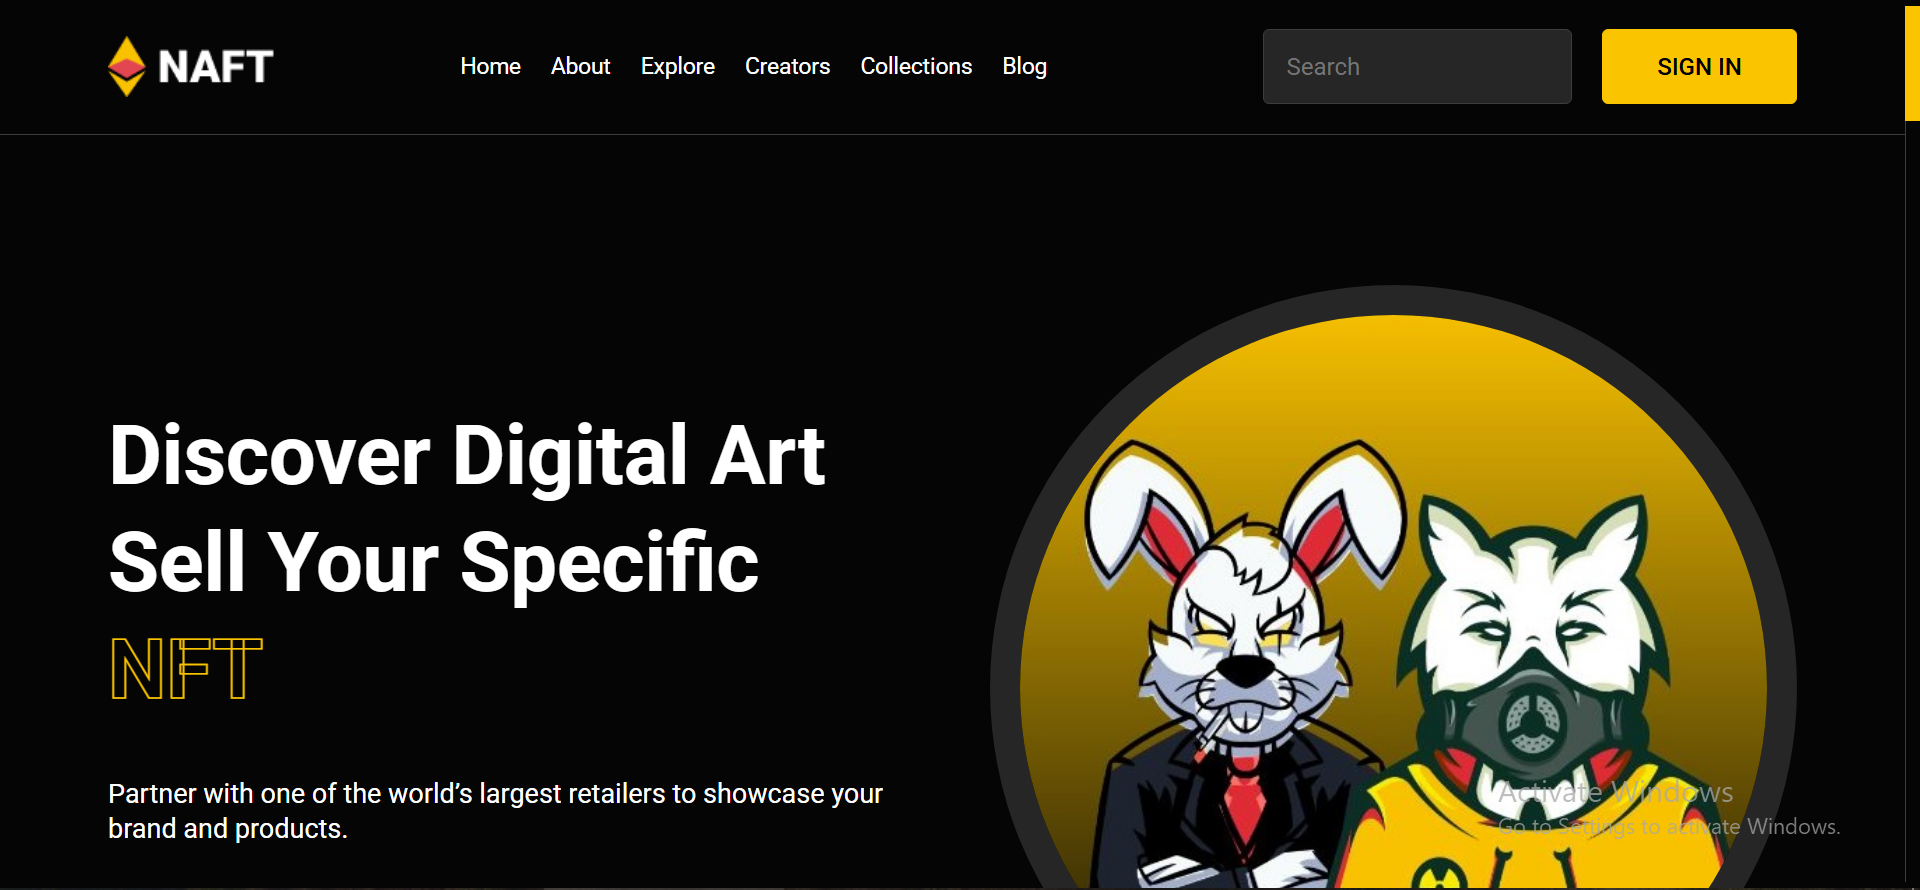 NAFT
Home About Explore Creators Collections Blog
Search
SIGN IN
Discover Digital Art
Sell Your Specific
NFT
Partner with one of the world’s largest retailers to showcase your
brand and products.
Activate Windows
Go to Settings to activate Windows.